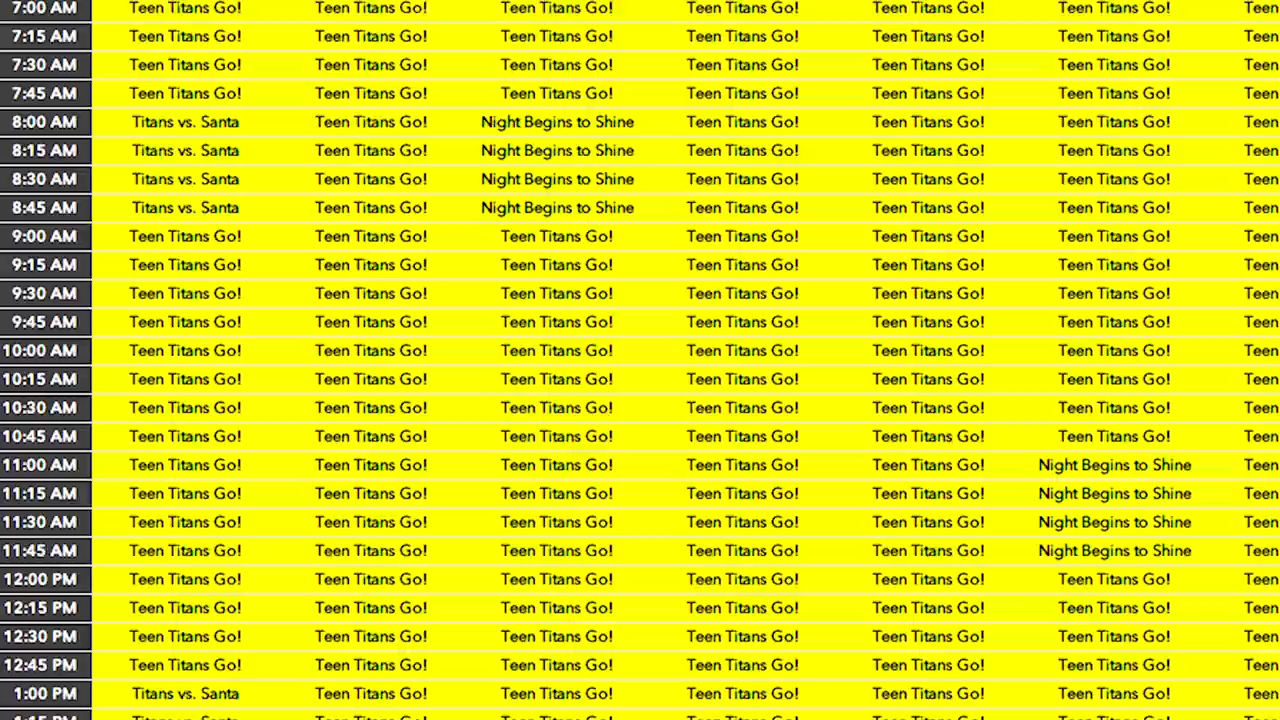 7:00 AM Teen Titans Go! Teen Titans Go! Teen Titans Go! Teen Titans Go! Teen Titans Go! Teen Titans Go! Teen
7:15 AM Teen Titans Go! Teen Titans Go! Teen Titans Go! Teen Titans Go! Teen Titans Go! Teen Titans Go! Teen
7:30 AM Teen Titans Go! Teen Titans Go! Teen Titans Go! Teen Titans Go! Teen Titans Go! Teen Titans Go! Teen
7:45 AM Teen Titans Go! Teen Titans Go! Teen Titans Go! Teen Titans Go! Teen Titans Go! Teen Titans Go! Teen
8:00 AM Titans vs. Santa Teen Titans Go! Night Begins to Shine Teen Titans Go! Teen Titans Go! Teen Titans Go! Teen
8:15 AM Titans vs. Santa Teen Titans Go! Night Begins to Shine Teen Titans Go! Teen Titans Go! Teen Titans Go! Teen
8:30 AM Titans vs. Santa Teen Titans Go! Night Begins to Shine Teen Titans Go! Teen Titans Go! Teen Titans Go! Teen
8:45 AM Titans vs. Santa Teen Titans Go! Night Begins to Shine Teen Titans Go! Teen Titans Go! Teen Titans Go! Teen
9:00 AM Teen Titans Go! Teen Titans Go! Teen Titans Go! Teen Titans Go! Teen Titans Go! Teen Titans Go! Teen
9:15 AM Teen Titans Go! Teen Titans Go! Teen Titans Go! Teen Titans Go! Teen Titans Go! Teen Titans Go! Teen
9:30 AM Teen Titans Go! Teen Titans Go! Teen Titans Go! Teen Titans Go! Teen Titans Go! Teen Titans Go! Teen
9:45 AM Teen Titans Go! Teen Titans Go! Teen Titans Go! Teen Titans Go! Teen Titans Go! Teen Titans Go! Teen
10:00 AM Teen Titans Go! Teen Titans Go! Teen Titans Go! Teen Titans Go! Teen Titans Go! Teen Titans Go! Teen
10:15 AM Teen Titans Go! Teen Titans Go! Teen Titans Go! Teen Titans Go! Teen Titans Go! Teen Titans Go! Teen
10:30 AM Teen Titans Go! Teen Titans Go! Teen Titans Go! Teen Titans Go! Teen Titans Go! Teen Titans Go! Teen
10:45 AM Teen Titans Go! Teen Titans Go! Teen Titans Go! Teen Titans Go! Teen Titans Go! Teen Titans Go! Teen
11:00 AM Teen Titans Go! Teen Titans Go! Teen Titans Go! Teen Titans Go! Teen Titans Go! Night Begins to Shine Teen
11:15 AM Teen Titans Go! Teen Titans Go! Teen Titans Go! Teen Titans Go! Teen Titans Go! Night Begins to Shine Teen
11:30 AM Teen Titans Go! Teen Titans Go! Teen Titans Go! Teen Titans Go! Teen Titans Go! Night Begins to Shine Teen
11:45 AM Teen Titans Go! Teen Titans Go! Teen Titans Go! Teen Titans Go! Teen Titans Go! Night Begins to Shine Teen
12:00 PM Teen Titans Go! Teen Titans Go! Teen Titans Go! Teen Titans Go! Teen Titans Go! Teen Titans Go! Teen
12:15 PM Teen Titans Go! Teen Titans Go! Teen Titans Go! Teen Titans Go! Teen Titans Go! Teen Titans Go! Teen
12:30 PM Teen Titans Go! Teen Titans Go! Teen Titans Go! Teen Titans Go! Teen Titans Go! Teen Titans Go! Teen
12:45 PM Teen Titans Go! Teen Titans Go! Teen Titans Go! Teen Titans Go! Teen Titans Go! Teen Titans Go! Teen
1:00 PM Titans vs. Santa Teen Titans Go! Teen Titans Go! Teen Titans Go! Teen Titans Go! Teen Titans Go! Teen